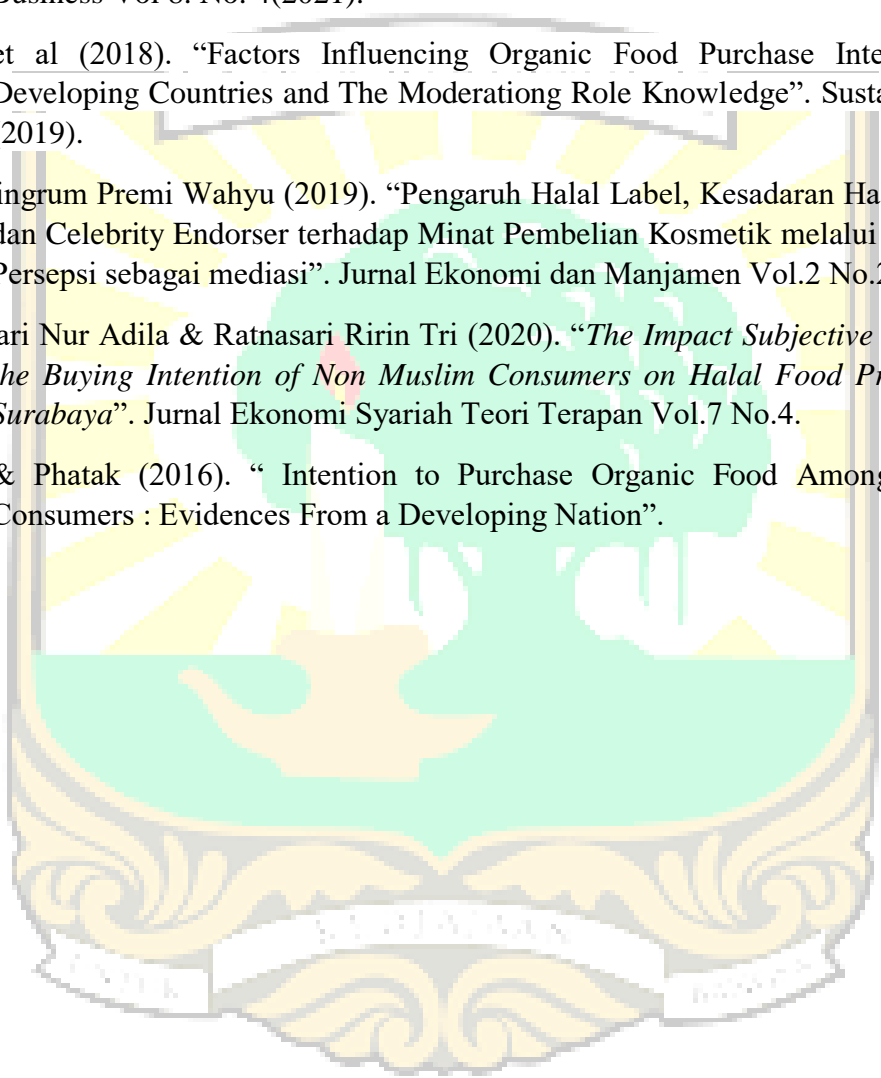 Business Vol No. 4(2021).
et al (2018). “Factors Influencing Organic Food Purchase Inte
Developing Countries and The Moderationg Role Knowledge”. Susta
2019).
ingrum Premi Wahyu (2019). “Pengaruh Halal Label, Kesadaran Ha
dan Celebrity Endorser terhadap Minat Pembelian Kosmetik melalui
Persepsi sebagai mediasi”. Jurnal Ekonomi dan Manjamen Vol.2 No.2
ari Nur Adila & Ratnasari Ririn Tri (2020). “The Impact Subjective
he Buying Intention of Non Muslim Consumers on Halal Food Pr
Surabaya”. Jurnal Ekonomi Syariah Teori Terapan Vol.7 No.4.
& Phatak (2016). “ Intention to Purchase Organic Food Among
Consumers : Evidences From a Developing Nation”.